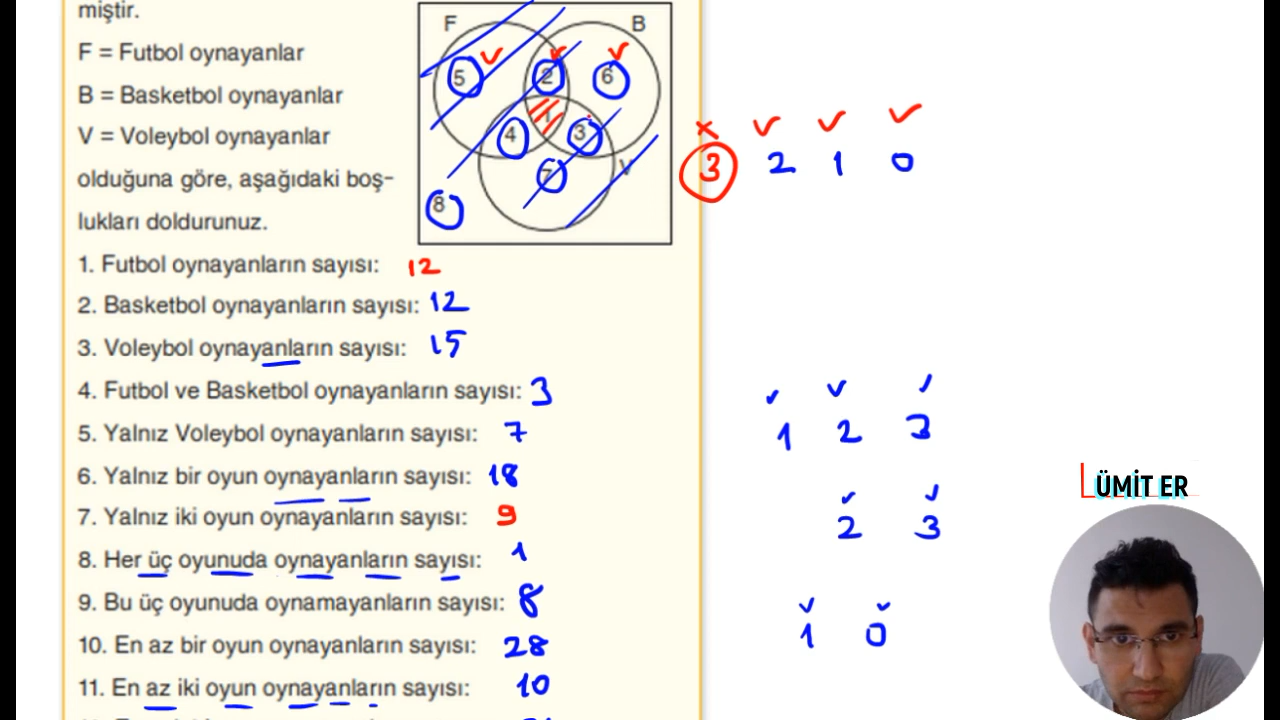 miştir.
F = Futbol oynayanlar
B = Basketbol oynayanlar
V = Voleybol oynayanlar
olduğuna göre, aşağıdaki boş-
lukları doldurunuz.
F B
5 2 6
1
4 3
7 V
8
3 2 1 0
1. Futbol oynayanların sayısı: 12
2. Basketbol oynayanların sayısı: 12
3. Voleybol oynayanların sayısı: 15
4. Futbol ve Basketbol oynayanların sayısı: 3
5. Yalnız Voleybol oynayanların sayısı: 7
6. Yalnız bir oyun oynayanların sayısı: 18
7. Yalnız iki oyun oynayanların sayısı: 9
8. Her üç oyunuda oynayanların sayısı: 1
9. Bu üç oyunuda oynamayanların sayısı: 8
10. En az bir oyun oynayanların sayısı: 28
11. En az iki oyun oynayanların sayısı: 10
1 2 3
2 3
1 0
ÜMİT ER